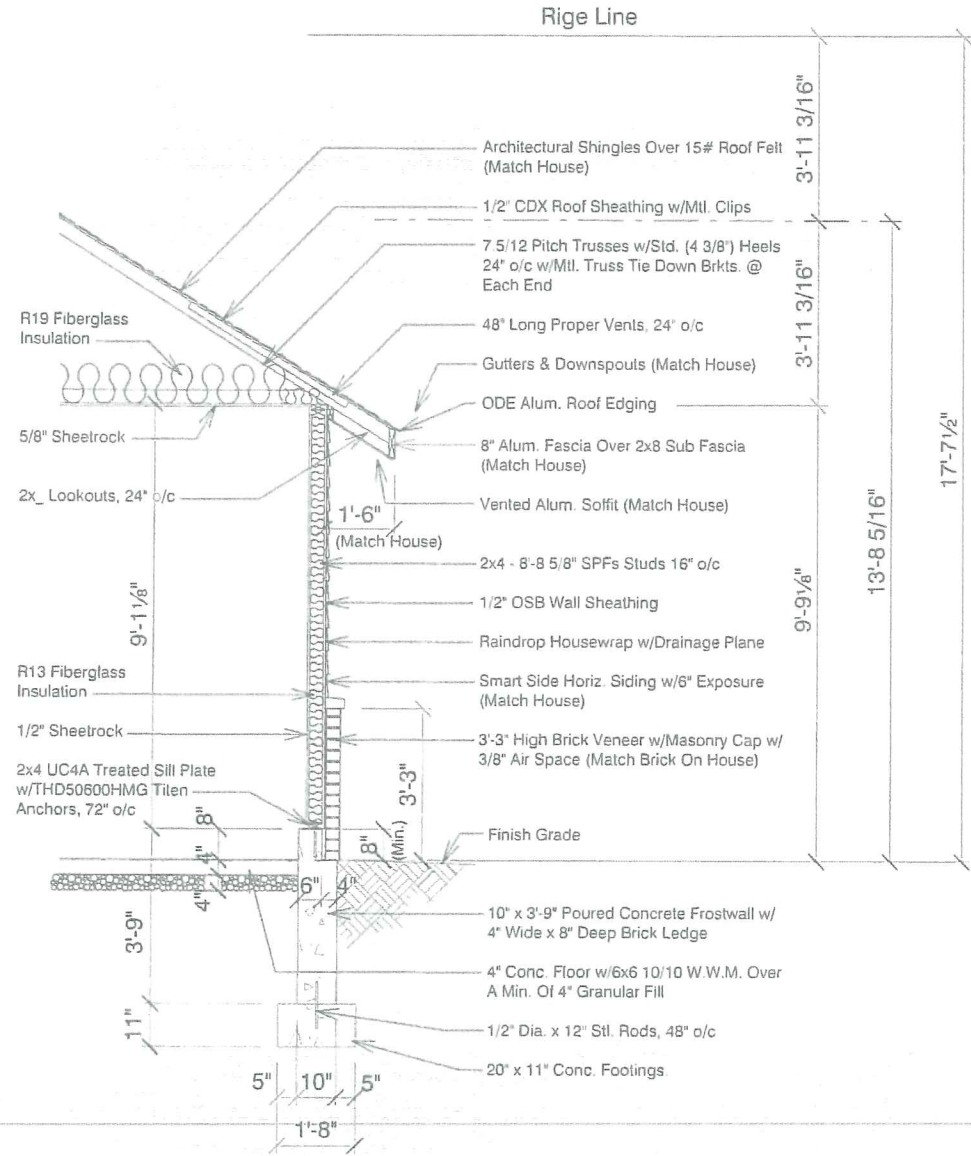 Rige Line
3'-11 3/16"
Architectural Shingles Over 15# Roof Felt
(Match House)
1/2" CDX Roof Sheathing w/Mtl. Clips
7.5/12 Pitch Trusses w/Std. (4 3/8") Heels
24" o/c w/Mtl. Truss Tie Down Brkts. @
Each End
3'-11 3/16"
R19 Fiberglass
Insulation
48" Long Proper Vents, 24" o/c
Gutters & Downspouts (Match House)
ODE Alum. Roof Edging
17'-7½"
5/8" Sheetrock
8" Alum. Fascia Over 2x8 Sub Fascia
(Match House)
2x_ Lookouts, 24" o/c
Vented Alum. Soffit (Match House)
1'-6"
(Match House)
13'-8 5/16"
2x4 - 8'-8 5/8" SPFs Studs 16" o/c
9'-1⅛"
1/2" OSB Wall Sheathing
9'-9⅛"
Raindrop Housewrap w/Drainage Plane
R13 Fiberglass
Insulation
Smart Side Horiz. Siding w/6" Exposure
(Match House)
1/2" Sheetrock
3'-3" High Brick Veneer w/Masonry Cap w/
3/8" Air Space (Match Brick On House)
2x4 UC4A Treated Sill Plate
w/THD50600HMG Titen
Anchors, 72" o/c
3'-3"
8"
8"
(Min.)
Finish Grade
4"
4"
6"
4"
10" x 3'-9" Poured Concrete Frostwall w/
4" Wide x 8" Deep Brick Ledge
3'-9"
4" Conc. Floor w/6x6 10/10 W.W.M. Over
A Min. Of 4" Granular Fill
11"
1/2" Dia. x 12" Stl. Rods, 48" o/c
20" x 11" Conc. Footings
5"
10"
5"
1'-8"